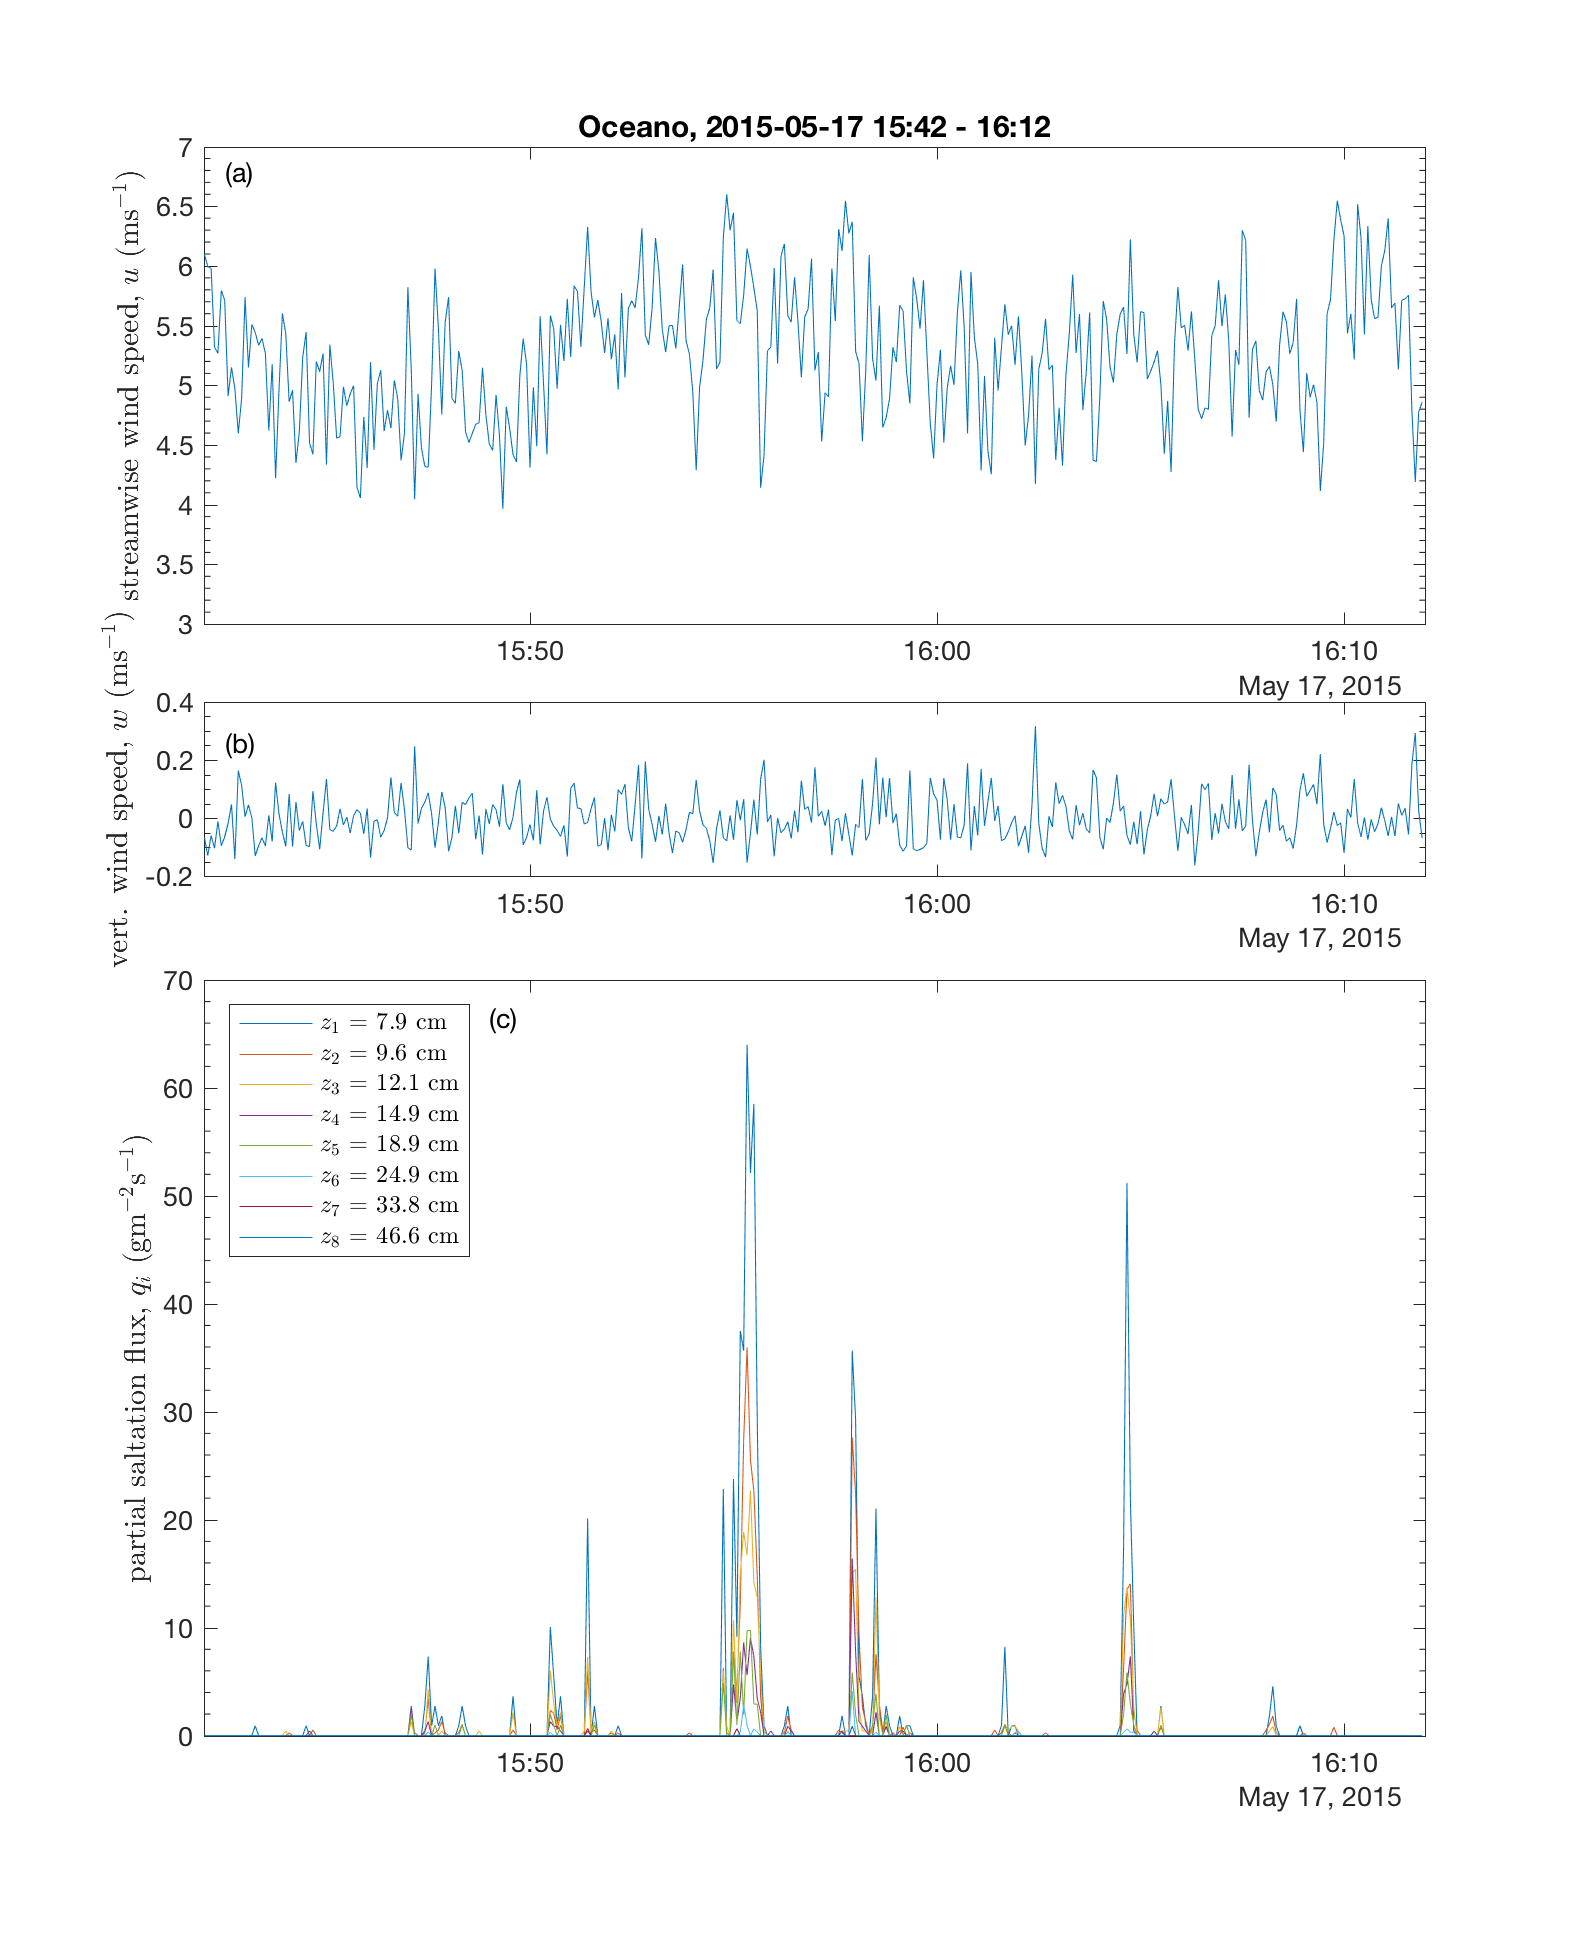 Oceano, 2015-05-17 15:42 - 16:12
(a)
streamwise wind speed, u (ms⁻¹)
7
6.5
6
5.5
5
4.5
4
3.5
3
15:50 16:00 16:10
May 17, 2015
(b)
vert. wind speed, w (ms⁻¹)
0.4
0.2
0
-0.2
15:50 16:00 16:10
May 17, 2015
(c)
partial saltation flux, qᵢ (gm⁻²s⁻¹)
70
60
50
40
30
20
10
0
z₁ = 7.9 cm
z₂ = 9.6 cm
z₃ = 12.1 cm
z₄ = 14.9 cm
z₅ = 18.9 cm
z₆ = 24.9 cm
z₇ = 33.8 cm
z₈ = 46.6 cm
15:50 16:00 16:10
May 17, 2015